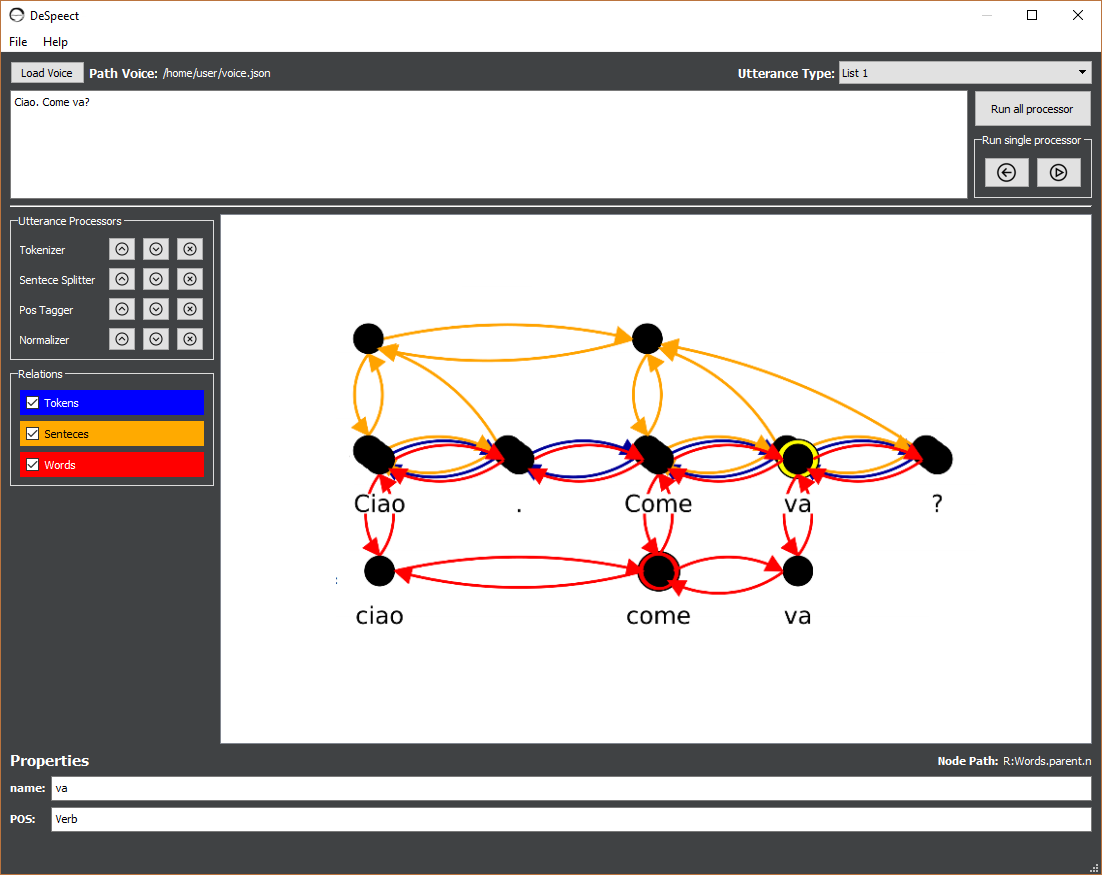 DeSpeect
File Help
Load Voice Path Voice: /home/user/voice.json Utterance Type: List 1
Ciao. Come va?
Run all processor
Run single processor
Utterance Processors
Tokenizer
Sentece Splitter
Pos Tagger
Normalizer
Relations
Tokens
Senteces
Words
Ciao . Come va ?
ciao come va
Properties Node Path: R:Words.parent.n
name: va
POS: Verb